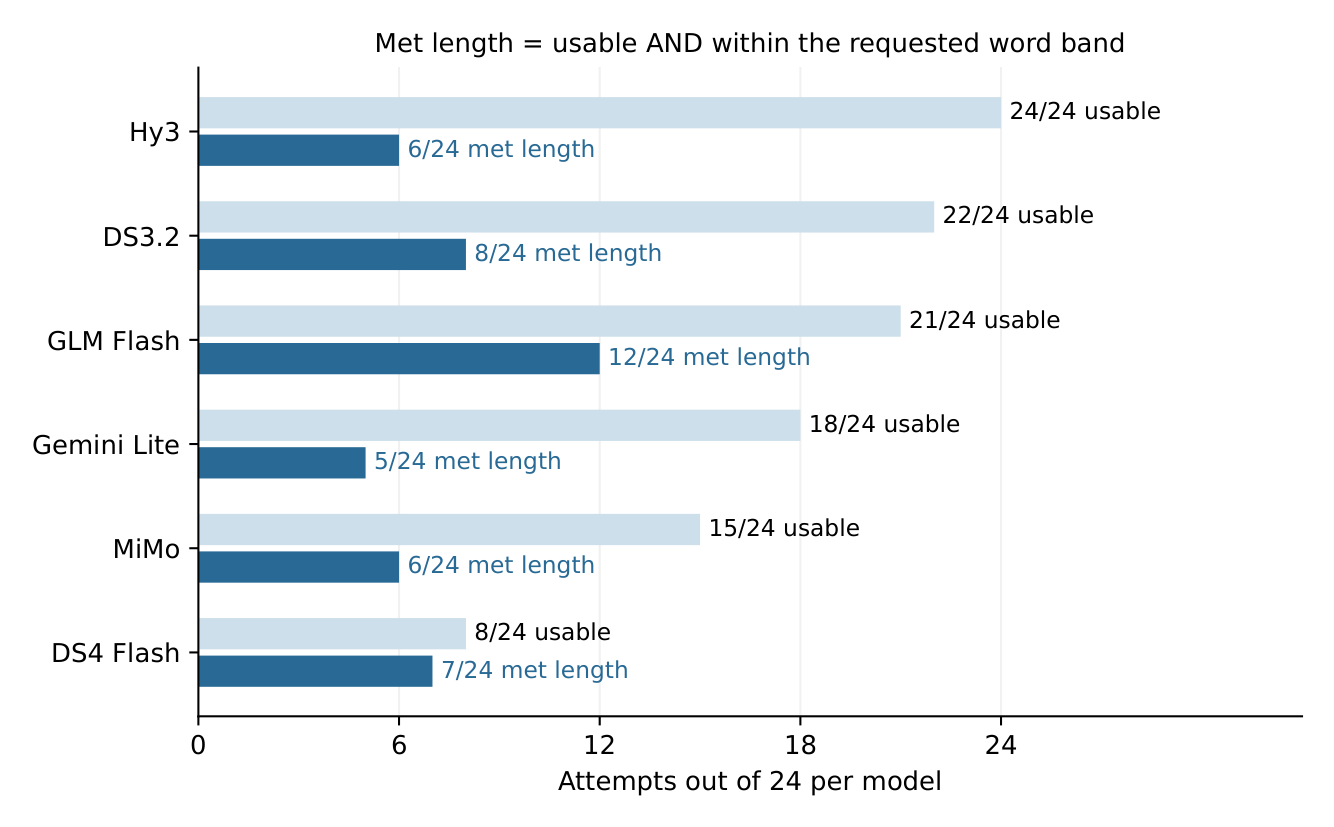 Met length = usable AND within the requested word band
Hy3
24/24 usable
6/24 met length
DS3.2
22/24 usable
8/24 met length
GLM Flash
21/24 usable
12/24 met length
Gemini Lite
18/24 usable
5/24 met length
MiMo
15/24 usable
6/24 met length
DS4 Flash
8/24 usable
7/24 met length
0 6 12 18 24
Attempts out of 24 per model